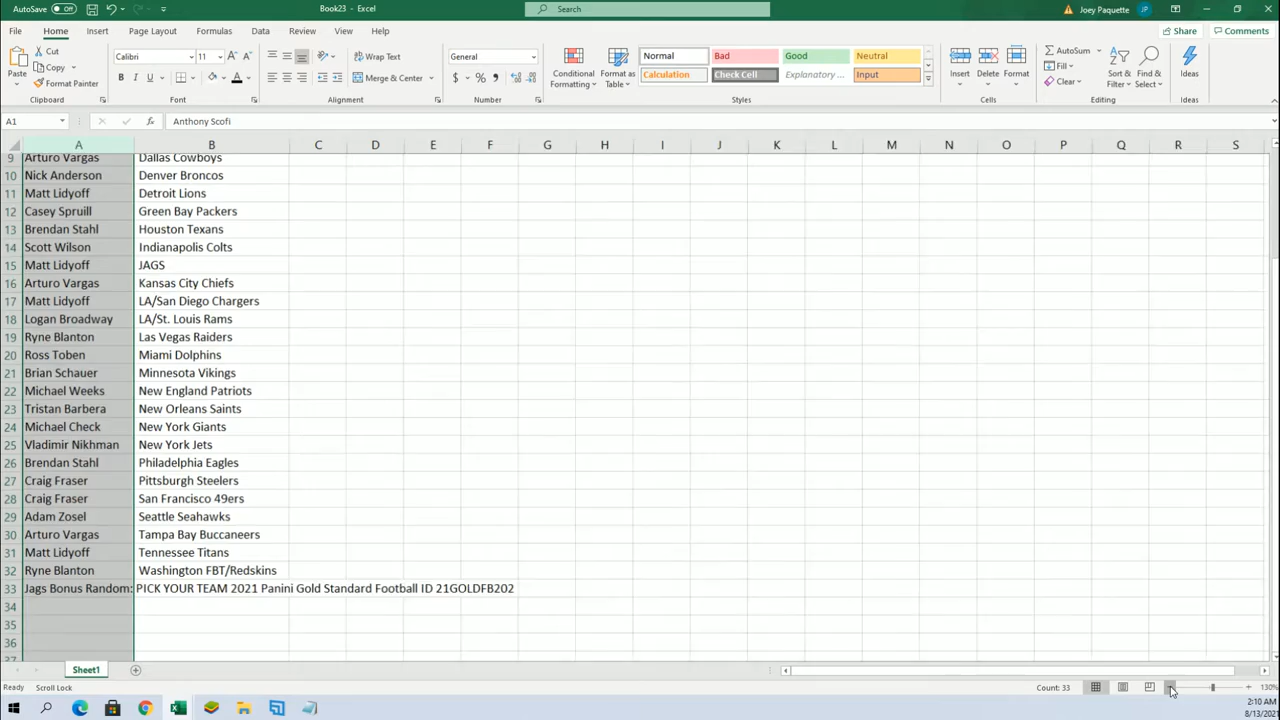 AutoSave Off Book23 - Excel Search Joey Paquette JP
File Home Insert Page Layout Formulas Data Review View Help Share Comments
Paste Cut Copy Format Painter Clipboard
Calibri 11 B I U A A A Font
Wrap Text Merge & Center Alignment
General $ % , Number
Conditional Formatting Format as Table
Normal Bad Good Neutral
Calculation Check Cell Explanatory ... Input
Styles
Insert Delete Format Cells
AutoSum Fill Clear Sort & Filter Find & Select Editing
Ideas Ideas
A1 fx Anthony Scofi
A B C D E F G H I J K L M N O P Q R S
9 Arturo Vargas Dallas Cowboys
10 Nick Anderson Denver Broncos
11 Matt Lidyoff Detroit Lions
12 Casey Spruill Green Bay Packers
13 Brendan Stahl Houston Texans
14 Scott Wilson Indianapolis Colts
15 Matt Lidyoff JAGS
16 Arturo Vargas Kansas City Chiefs
17 Matt Lidyoff LA/San Diego Chargers
18 Logan Broadway LA/St. Louis Rams
19 Ryne Blanton Las Vegas Raiders
20 Ross Toben Miami Dolphins
21 Brian Schauer Minnesota Vikings
22 Michael Weeks New England Patriots
23 Tristan Barbera New Orleans Saints
24 Michael Check New York Giants
25 Vladimir Nikhman New York Jets
26 Brendan Stahl Philadelphia Eagles
27 Craig Fraser Pittsburgh Steelers
28 Craig Fraser San Francisco 49ers
29 Adam Zosel Seattle Seahawks
30 Arturo Vargas Tampa Bay Buccaneers
31 Matt Lidyoff Tennessee Titans
32 Ryne Blanton Washington FBT/Redskins
33 Jags Bonus Random: PICK YOUR TEAM 2021 Panini Gold Standard Football ID 21GOLDFB202
34
35
36
37
Sheet1
Ready Scroll Lock Count: 33 130%
2:10 AM
8/13/2021